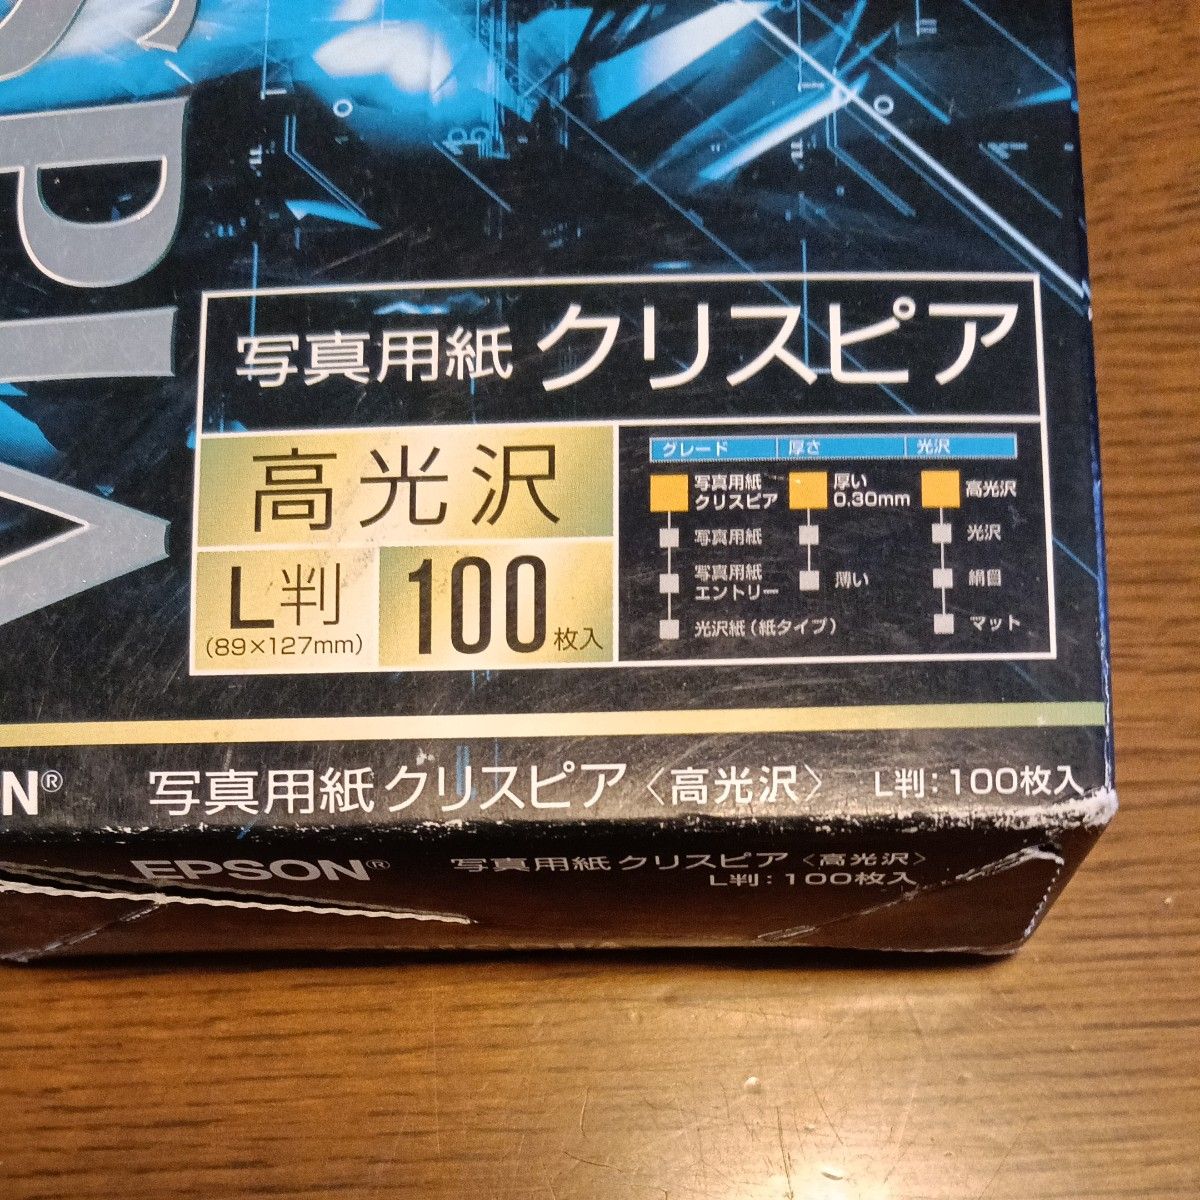 SPIA
写真用紙 クリスピア
高光沢
L判
(89×127mm)
100枚入
グレード 厚さ 光沢
写真用紙
クリスピア
厚い
0.30mm
高光沢
写真用紙
光沢
写真用紙
エントリー
薄い
絹目
光沢紙(紙タイプ)
マット
N® 写真用紙クリスピア〈高光沢〉 L判:100枚入
EPSON® 写真用紙クリスピア〈高光沢〉
L判:100枚入